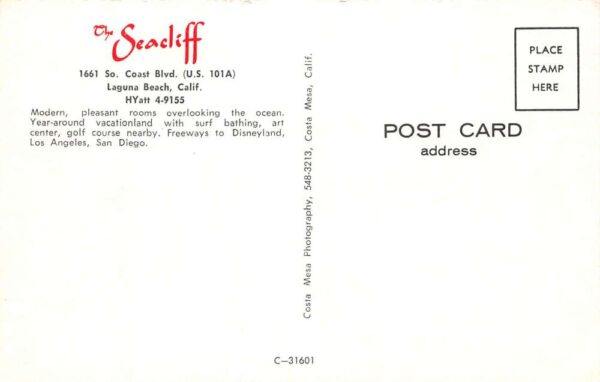 The Seacliff
1661 So. Coast Blvd. (U.S. 101A)
Laguna Beach, Calif.
HYatt 4-9155
Modern, pleasant rooms overlooking the ocean.
Year-around vacationland with surf bathing, art
center, golf course nearby. Freeways to Disneyland,
Los Angeles, San Diego.
Costa Mesa Photography, 548-3213, Costa Mesa, Calif.
PLACE
STAMP
HERE
POST CARD
address
C-31601